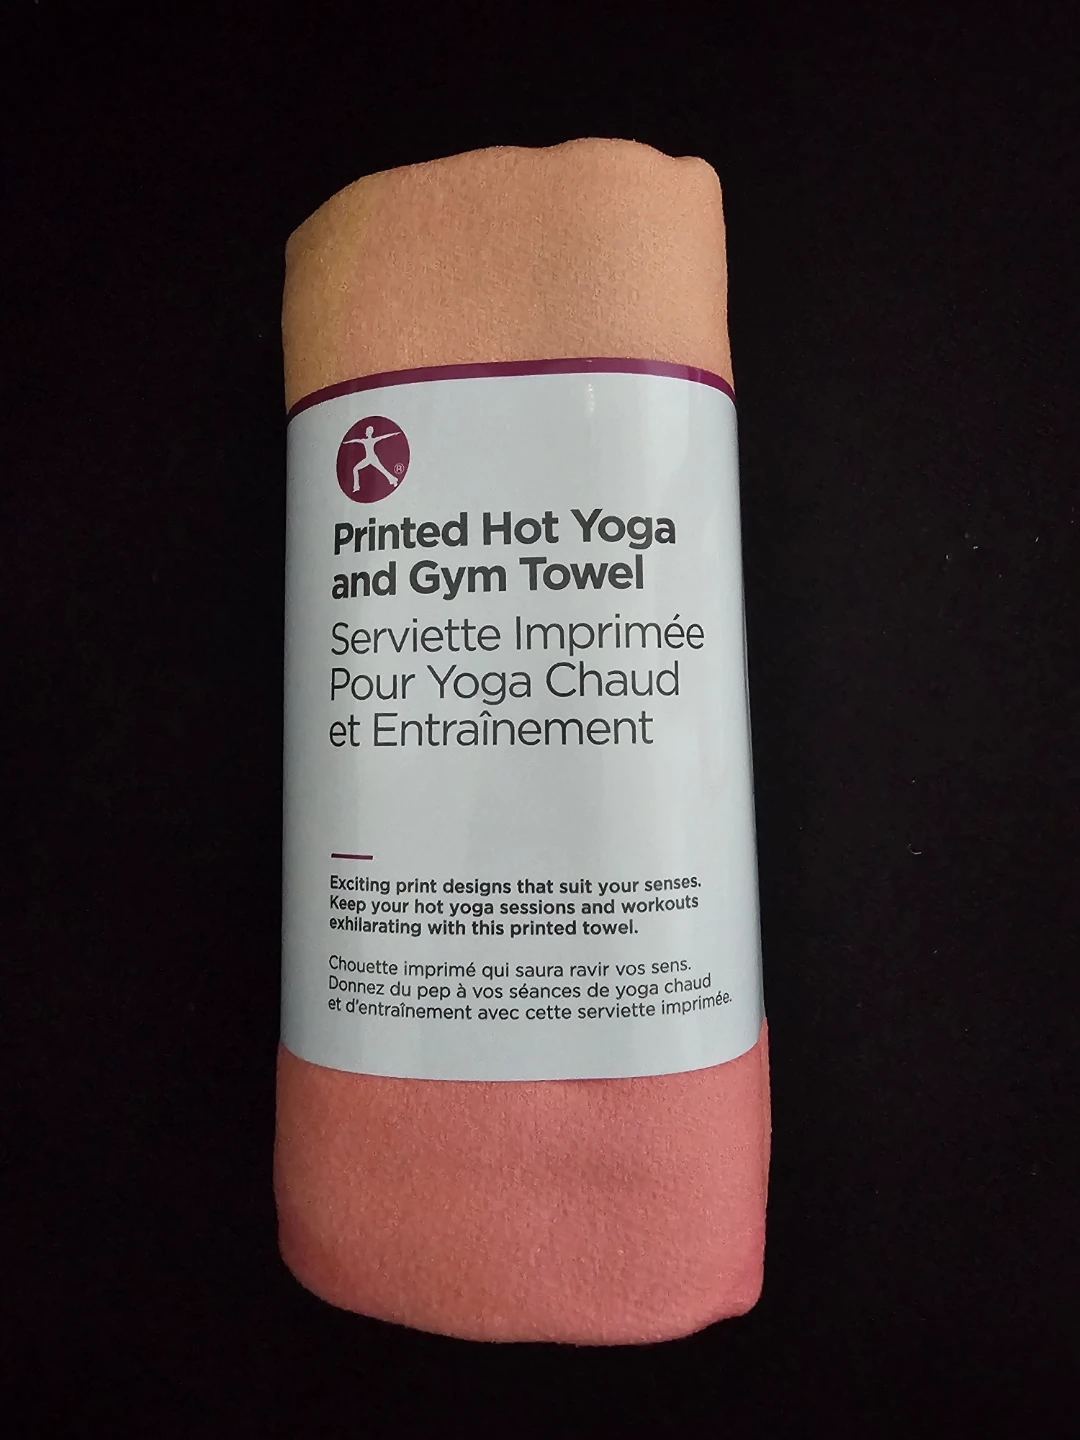 ®
Printed Hot Yoga
and Gym Towel
Serviette Imprimée
Pour Yoga Chaud
et Entraînement
Exciting print designs that suit your senses.
Keep your hot yoga sessions and workouts
exhilarating with this printed towel.
Chouette imprimé qui saura ravir vos sens.
Donnez du pep à vos séances de yoga chaud
et d'entraînement avec cette serviette imprimée.